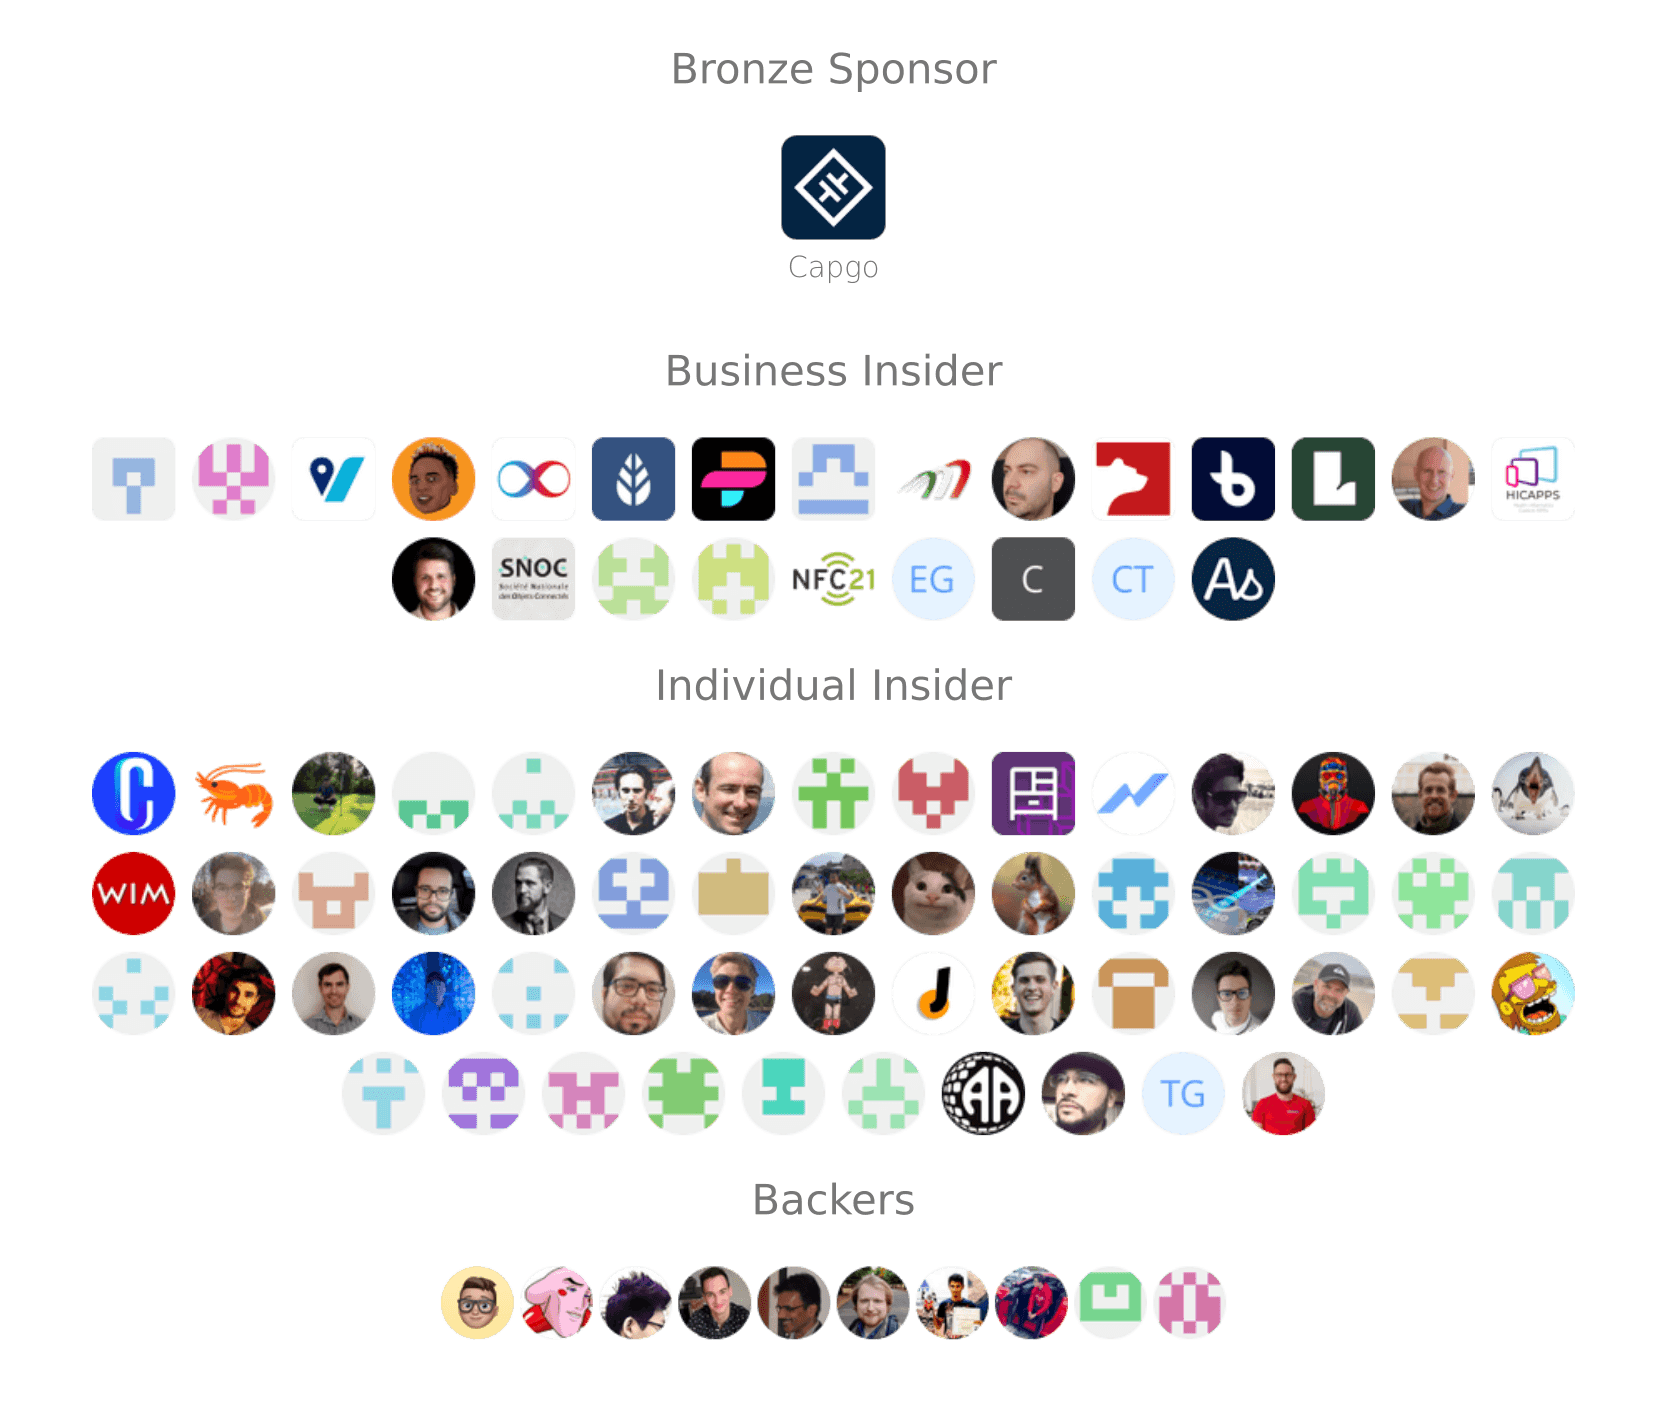 Bronze Sponsor
Capgo
Business Insider
HICAPPS
SNOC
Société Nationale
des Objets Connectés
NFC21
EG
C
CT
As
Individual Insider
WIM
AA
TG
Backers